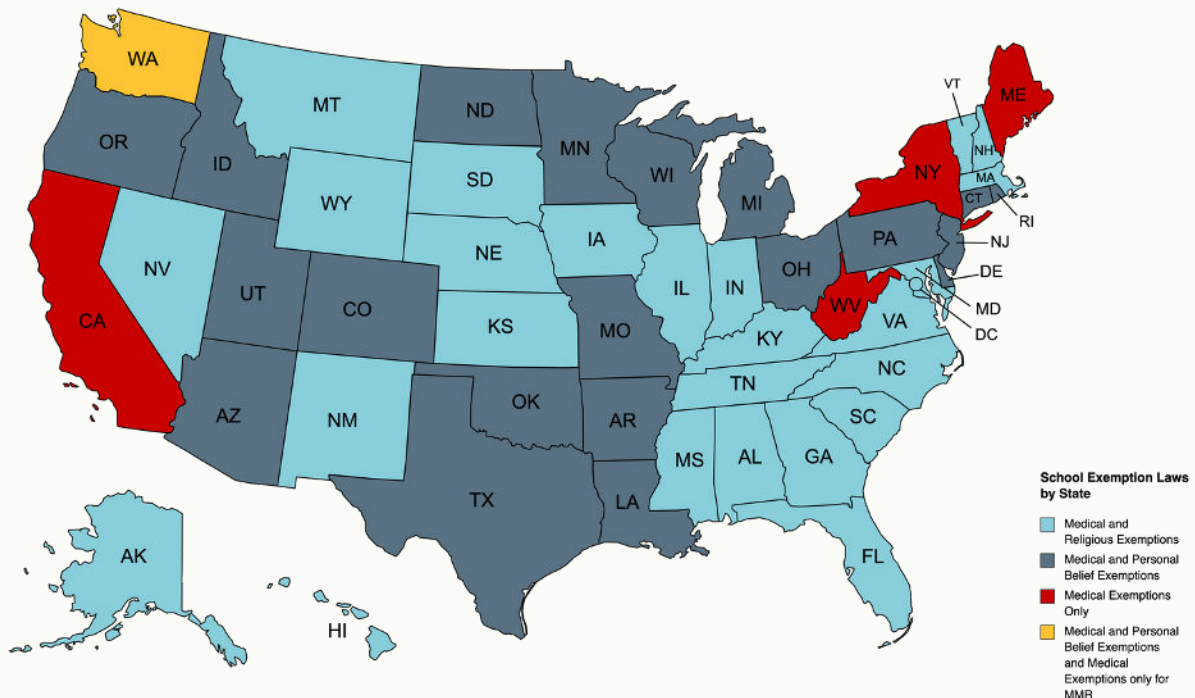 WA
MT
ND
MN
VT
ME
OR
ID
WI
NH
NY
SD
MA
WY
MI
CT
RI
IA
PA
NJ
NE
NV
OH
DE
UT
IL
IN
CO
WV
MD
CA
KS
MO
VA
DC
KY
NC
TN
OK
AZ
NM
AR
SC
MS
AL
GA
TX
LA
AK
FL
HI
School Exemption Laws
by State
Medical and
Religious Exemptions
Medical and Personal
Belief Exemptions
Medical Exemptions
Only
Medical and Personal
Belief Exemptions
and Medical
Exemptions only for
MMR